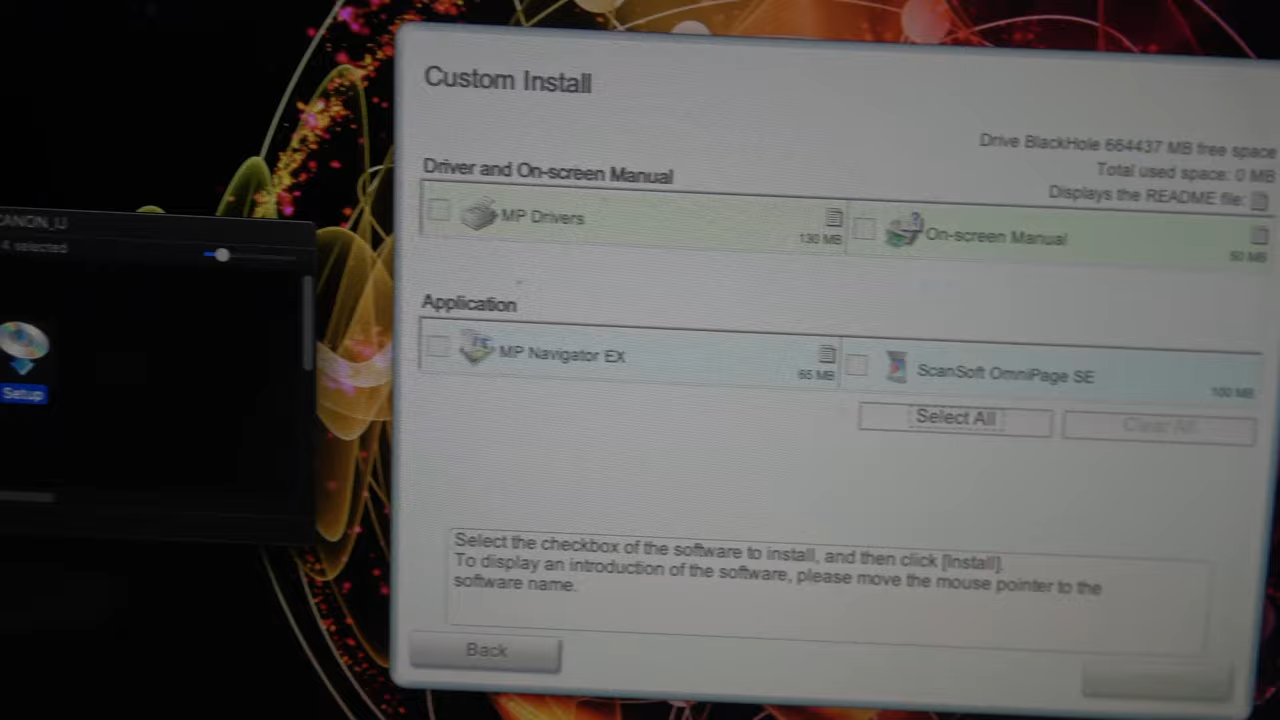 Custom Install
Drive BlackHole 664437 MB free space
Total used space: 0 MB
Displays the README file:
Driver and On-screen Manual
MP Drivers
130 MB
On-screen Manual
50 MB
Application
MP Navigator EX
65 MB
ScanSoft OmniPage SE
100 MB
Select All
Clear All
Select the checkbox of the software to install, and then click [Install].
To display an introduction of the software, please move the mouse pointer to the
software name.
Back
CANON_IJ
4 selected
Setup